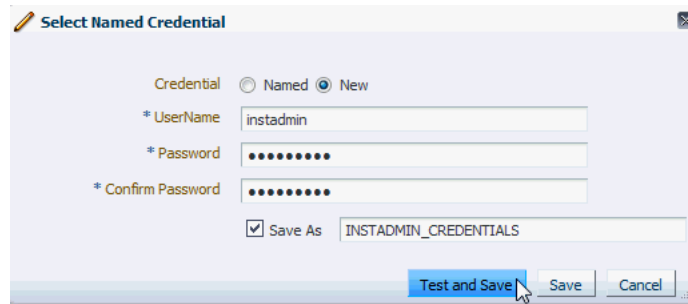 Select Named Credential
Credential Named New
* UserName instadmin
* Password •••••••••
* Confirm Password •••••••••
Save As INSTADMIN_CREDENTIALS
Test and Save Save Cancel